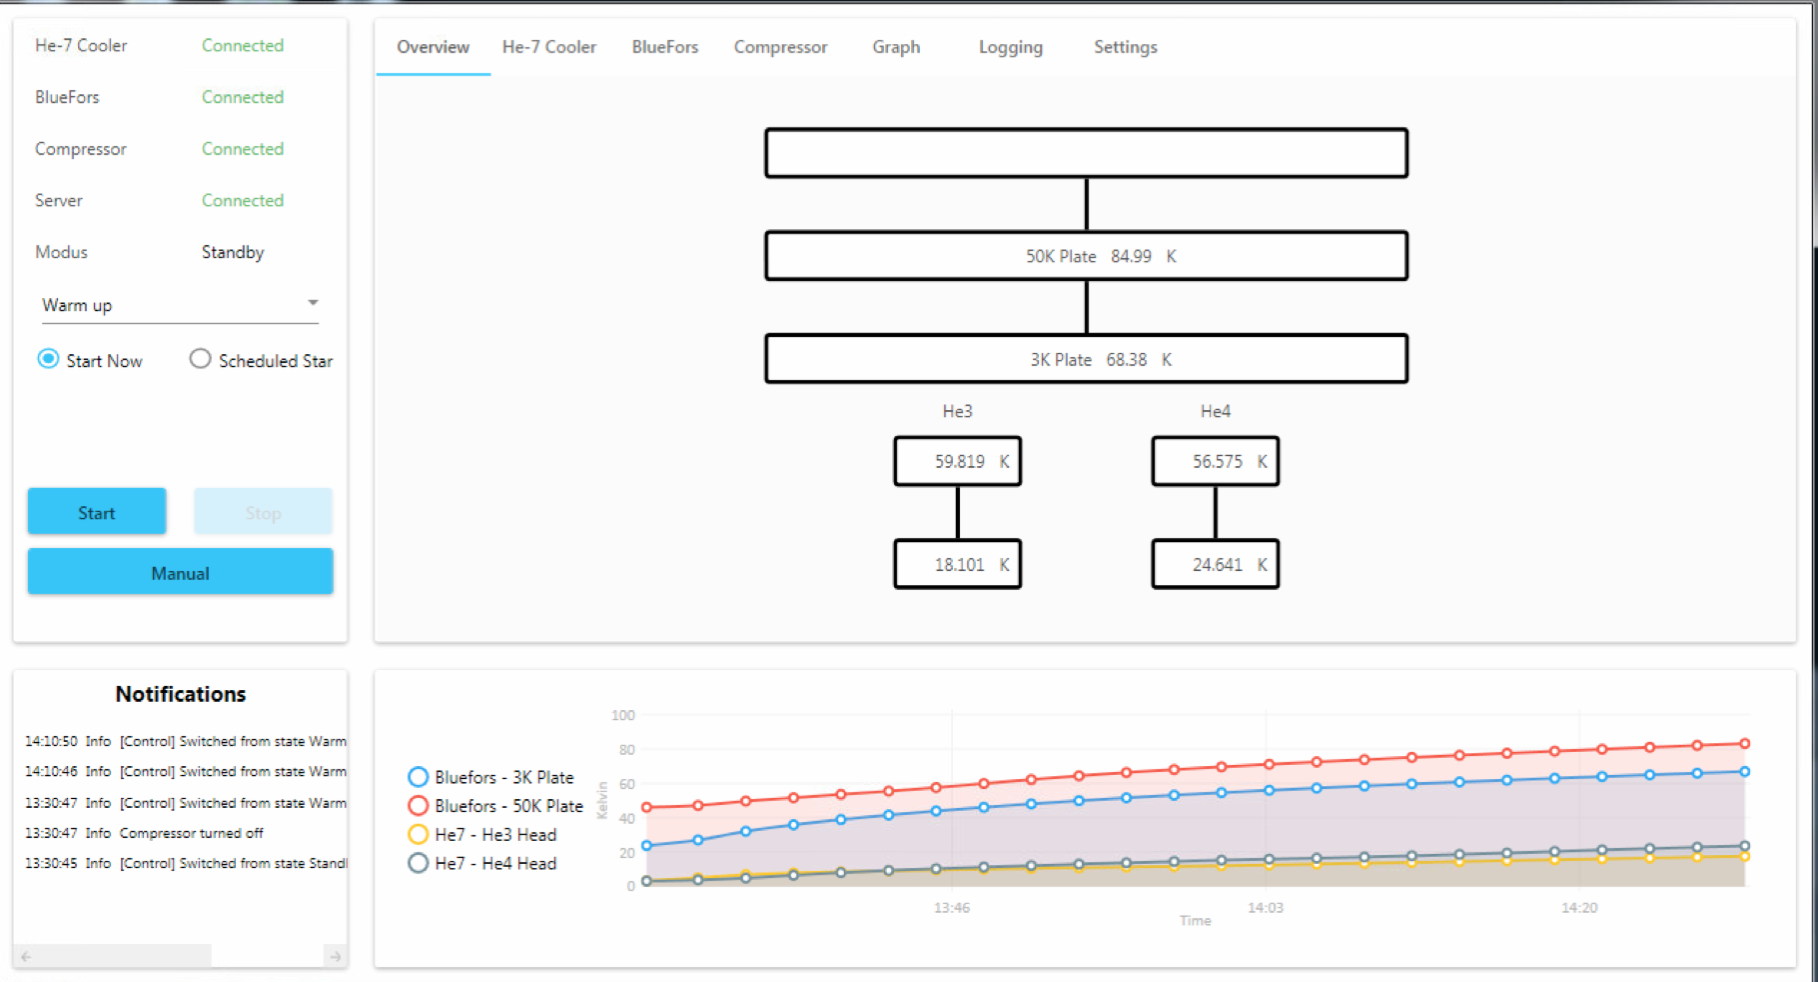 He-7 Cooler Connected
BlueFors Connected
Compressor Connected
Server Connected
Modus Standby
Warm up
Start Now Scheduled Star
Start Stop
Manual
Overview He-7 Cooler BlueFors Compressor Graph Logging Settings
50K Plate 84.99 K
3K Plate 68.38 K
He3 He4
59.819 K 56.575 K
18.101 K 24.641 K
Notifications
14:10:50 Info [Control] Switched from state Warm
14:10:46 Info [Control] Switched from state Warm
13:30:47 Info [Control] Switched from state Warm
13:30:47 Info Compressor turned off
13:30:45 Info [Control] Switched from state Stand
Bluefors - 3K Plate
Bluefors - 50K Plate
He7 - He3 Head
He7 - He4 Head
Kelvin
100
80
60
40
20
0
13:46 14:03 14:20
Time